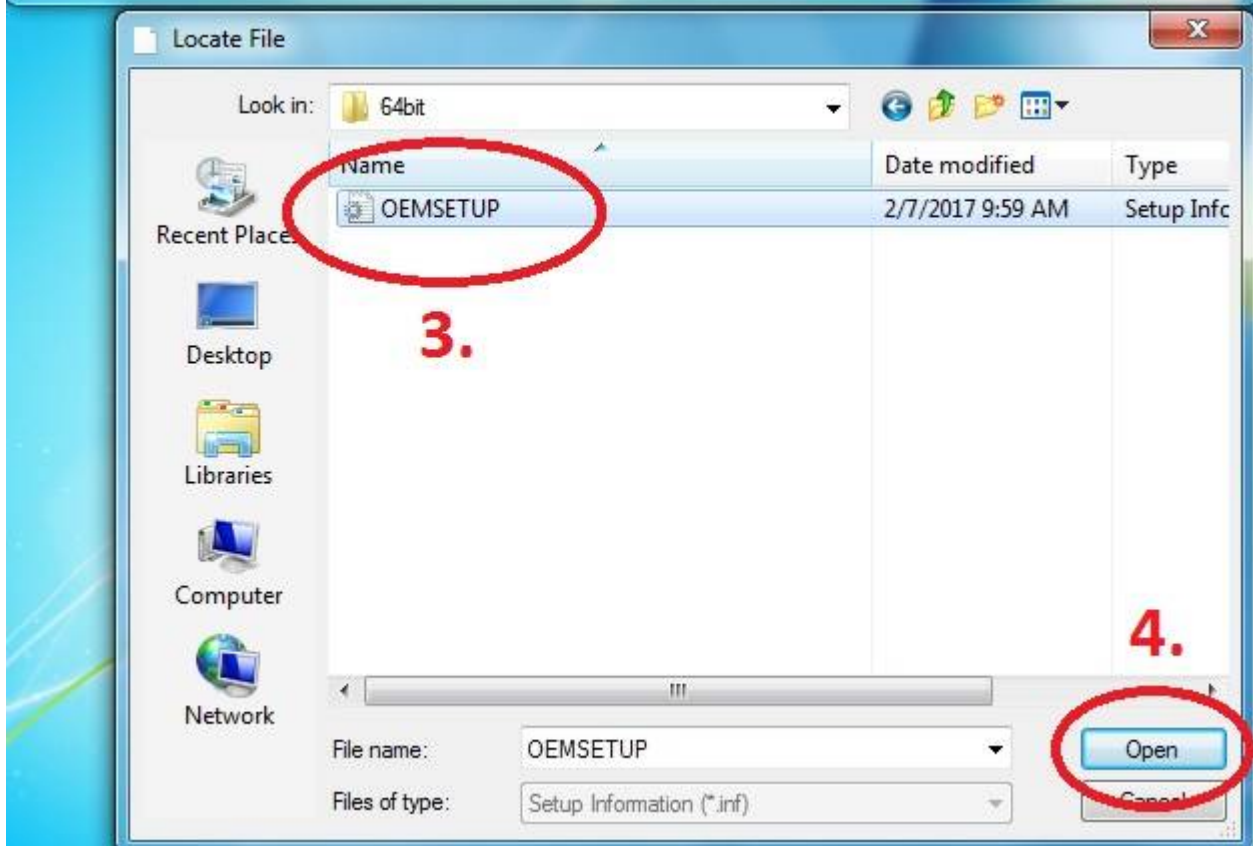 Locate File
Look in: 64bit
Name Date modified Type
OEMSETUP 2/7/2017 9:59 AM Setup Info
Recent Places
3.
Desktop
Libraries
Computer
4.
Network
File name: OEMSETUP Open
Files of type: Setup Information (*.inf) Cancel